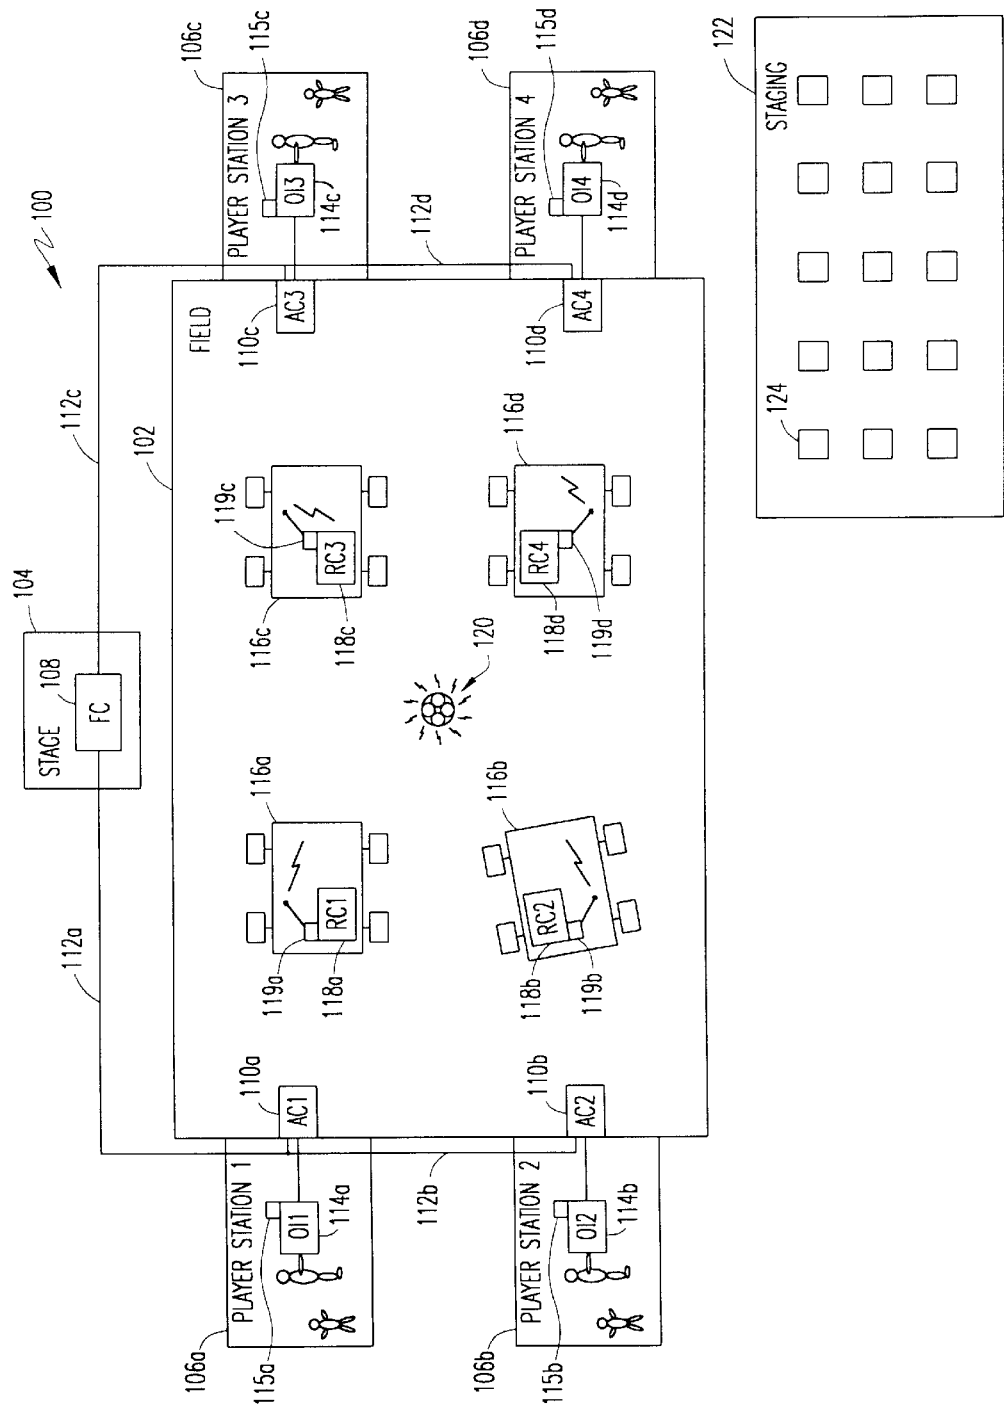 100
112c
104
STAGE
108
FC
112a
102
FIELD
106c
115c
PLAYER STATION 3
OI3
114c
112d
AC3
110c
106d
115d
PLAYER STATION 4
OI4
114d
AC4
110d
116c
119c
RC3
118c
116d
RC4
118d
119d
120
116a
RC1
119a
118a
116b
RC2
118b
119b
110a
AC1
110b
AC2
112b
PLAYER STATION 1
OI1
114a
106a
115a
PLAYER STATION 2
OI2
114b
106b
115b
122
STAGING
124